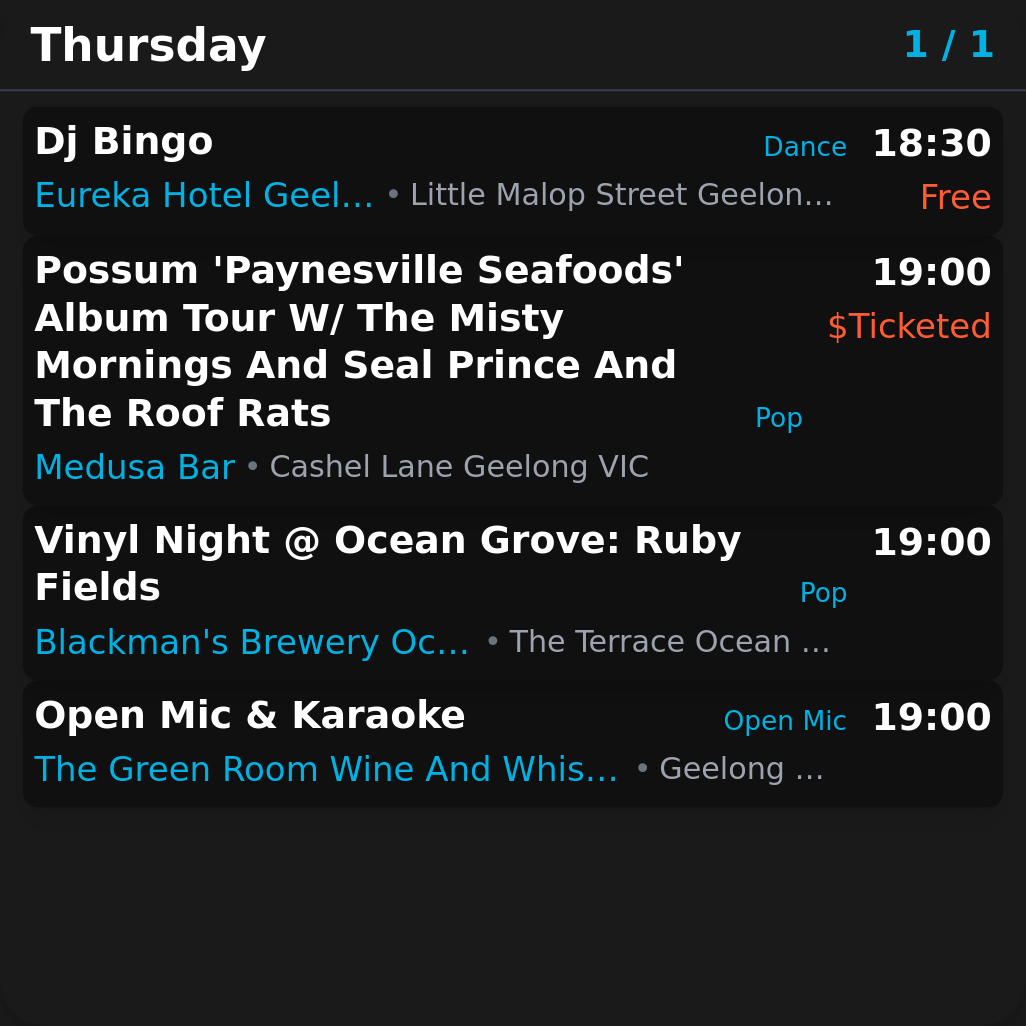 Thursday 1 / 1
Dj Bingo Dance 18:30
Eureka Hotel Geel... • Little Malop Street Geelon... Free
Possum 'Paynesville Seafoods' 19:00
Album Tour W/ The Misty $Ticketed
Mornings And Seal Prince And
The Roof Rats Pop
Medusa Bar • Cashel Lane Geelong VIC
Vinyl Night @ Ocean Grove: Ruby 19:00
Fields Pop
Blackman's Brewery Oc... • The Terrace Ocean ...
Open Mic & Karaoke Open Mic 19:00
The Green Room Wine And Whis... • Geelong ...